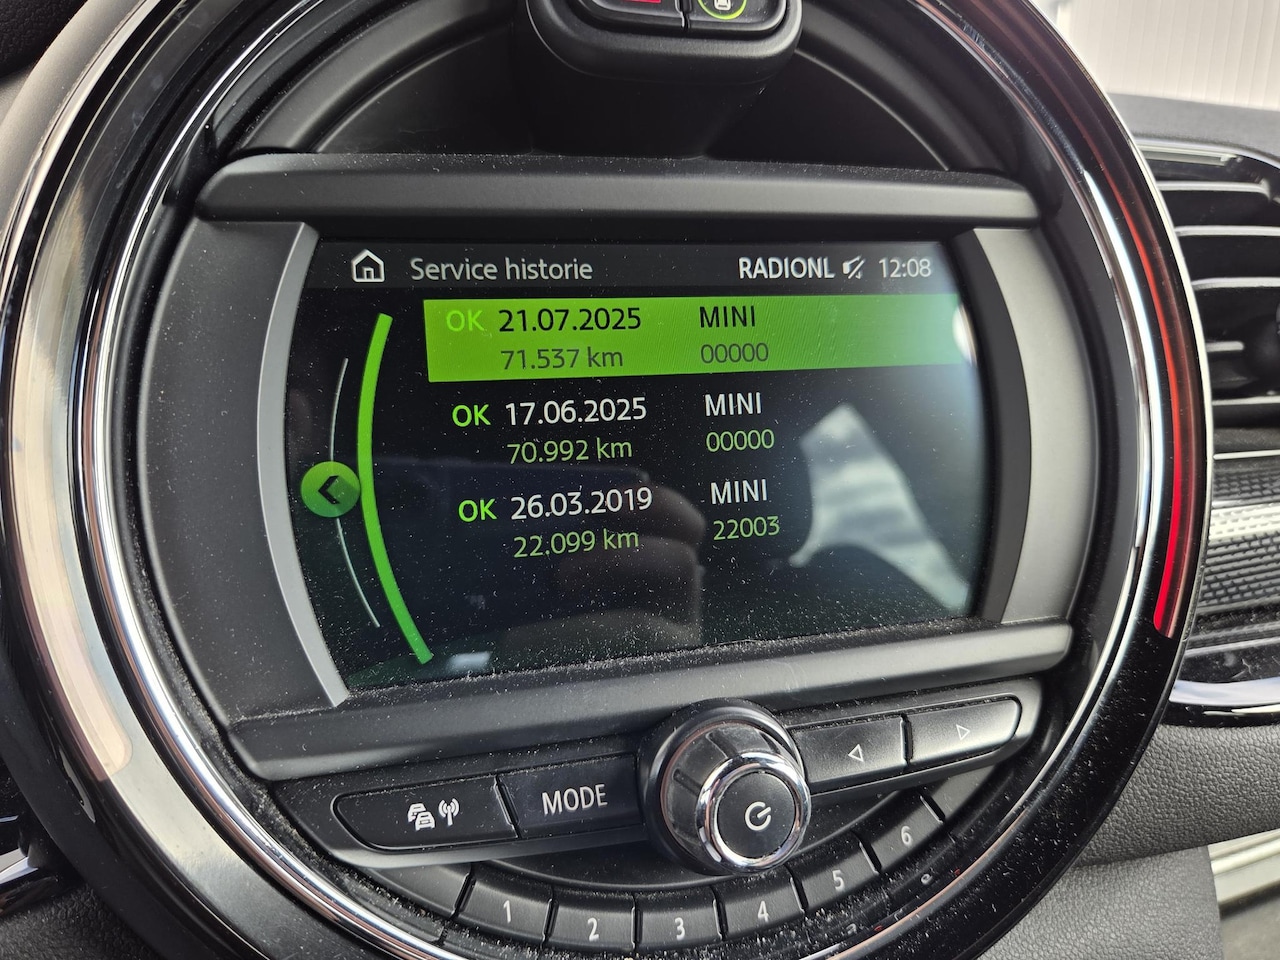 Service historie RADIONL 12:08
OK 21.07.2025 MINI
71.537 km 00000
OK 17.06.2025 MINI
70.992 km 00000
OK 26.03.2019 MINI
22.099 km 22003
MODE
1 2 3 4 5 6